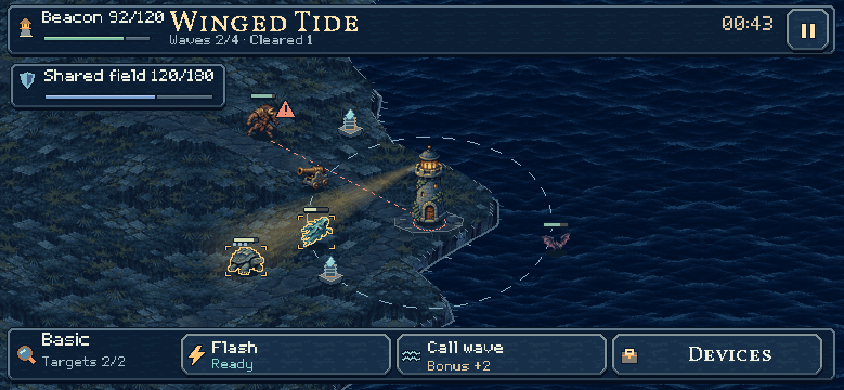 Beacon 92/120
WINGED TIDE
Waves 2/4 · Cleared 1
00:43
Shared field 120/180
Basic
Targets 2/2
Flash
Ready
Call wave
Bonus +2
DEVICES